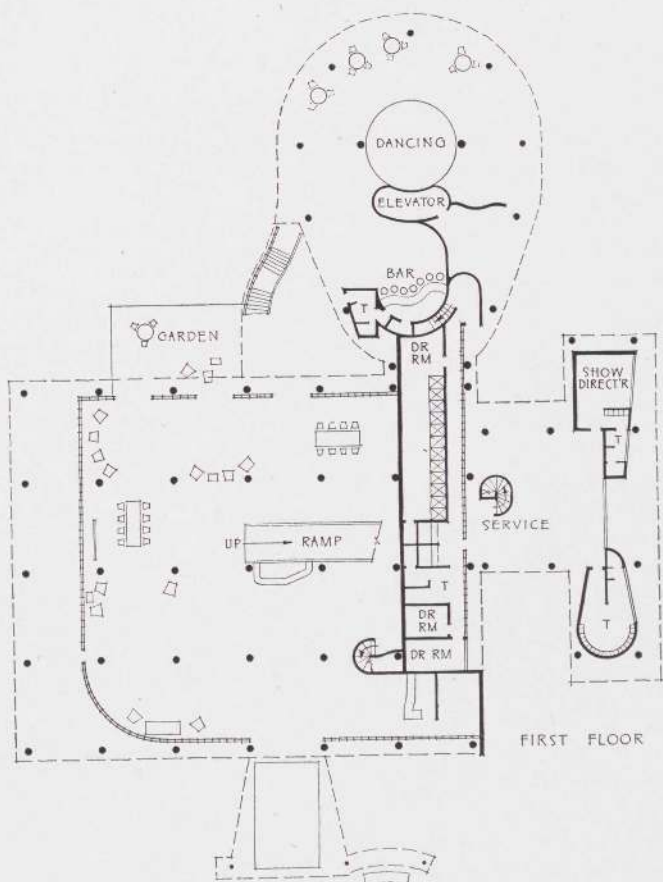 DANCING
ELEVATOR
BAR
T
GARDEN
DR
RM
SHOW
DIRECT'R
T
SERVICE
UP
RAMP
T
DR
RM
T
DR RM
FIRST FLOOR